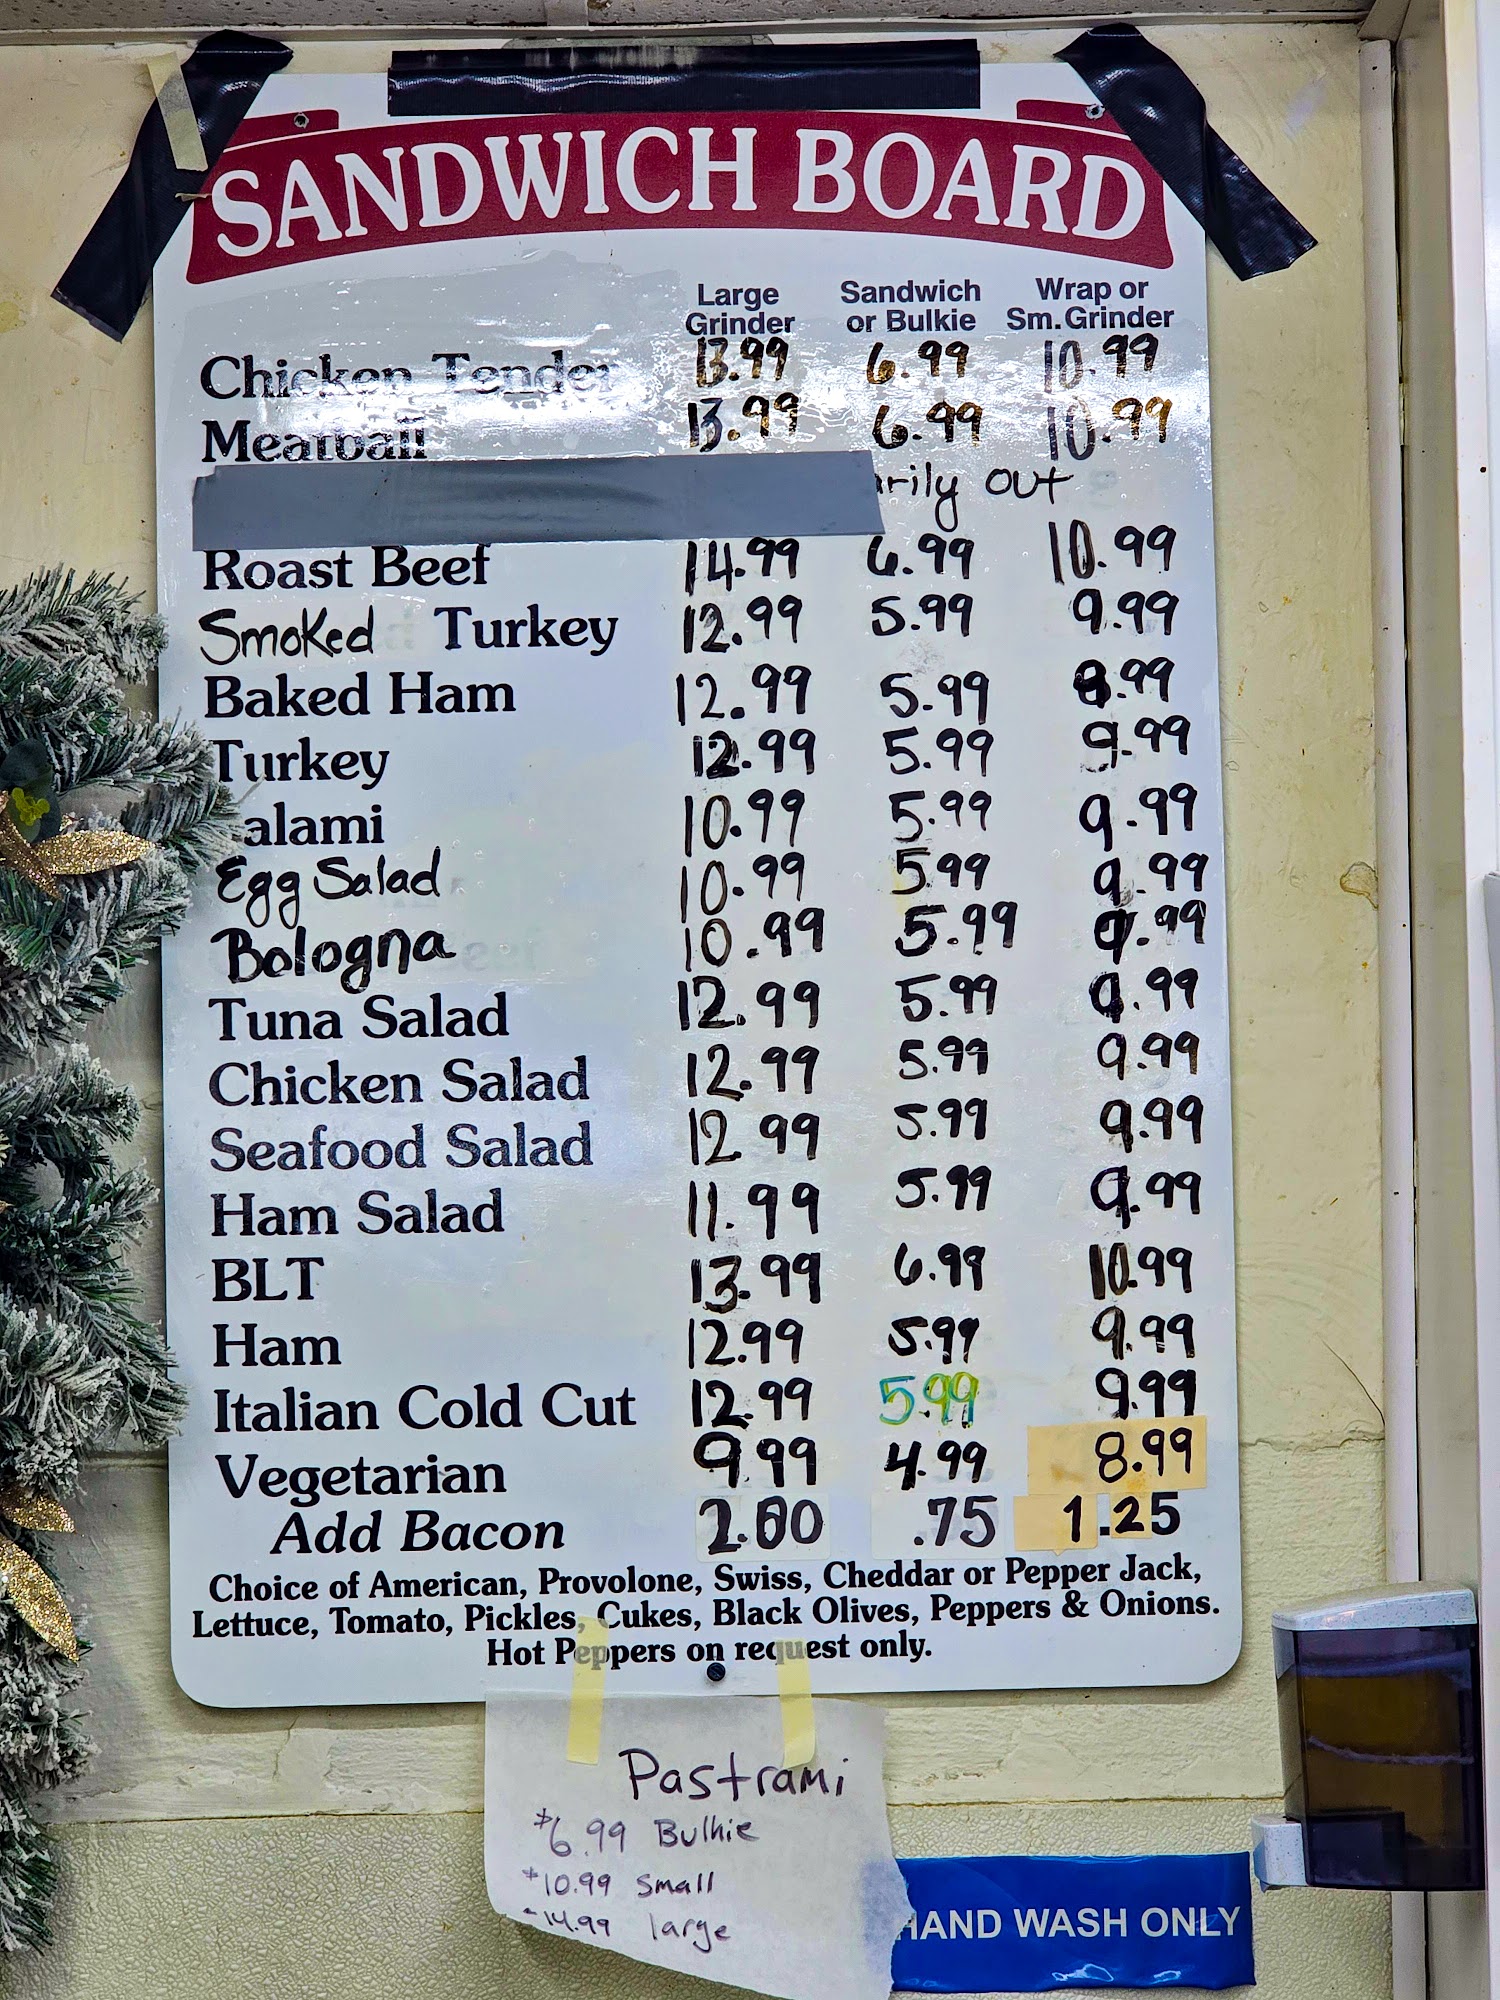 SANDWICH BOARD
Large Grinder Sandwich or Bulkie Wrap or Sm. Grinder
Chicken Tender 13.99 6.99 10.99
Meatball 13.99 6.99 10.99
out
Roast Beef 14.99 6.99 10.99
Smoked Turkey 12.99 5.99 9.99
Baked Ham 12.99 5.99 .99
Turkey 12.99 5.99 9.99
alami 10.99 5.99 9.99
Egg Salad 10.99 5.99 9.99
Bologna 10.99 5.99 9.99
Tuna Salad 12.99 5.99 9.99
Chicken Salad 12.99 5.99 9.99
Seafood Salad 12.99 5.99 9.99
Ham Salad 11.99 5.99 9.99
BLT 13.99 6.99 10.99
Ham 12.99 5.99 9.99
Italian Cold Cut 12.99 5.99 9.99
Vegetarian 9.99 4.99 8.99
Add Bacon 2.00 .75 1.25
Choice of American, Provolone, Swiss, Cheddar or Pepper Jack,
Lettuce, Tomato, Pickles, Cukes, Black Olives, Peppers & Onions.
Hot Peppers on request only.
Pastrami
$6.99 Bulkie
$10.99 Small
14.99 large
HAND WASH ONLY